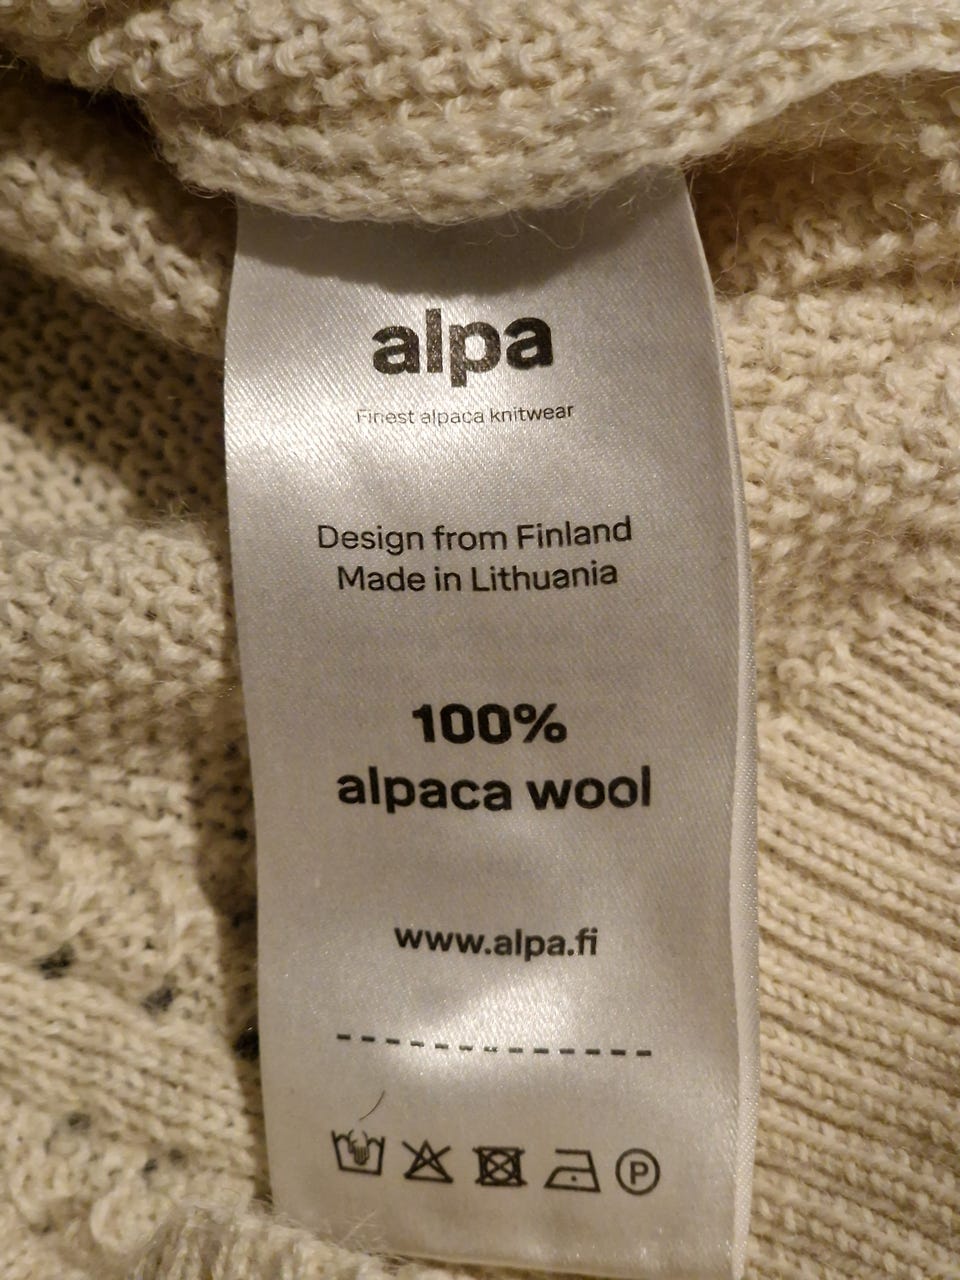 alpa
Finest alpaca knitwear
Design from Finland
Made in Lithuania
100%
alpaca wool
www.alpa.fi
P